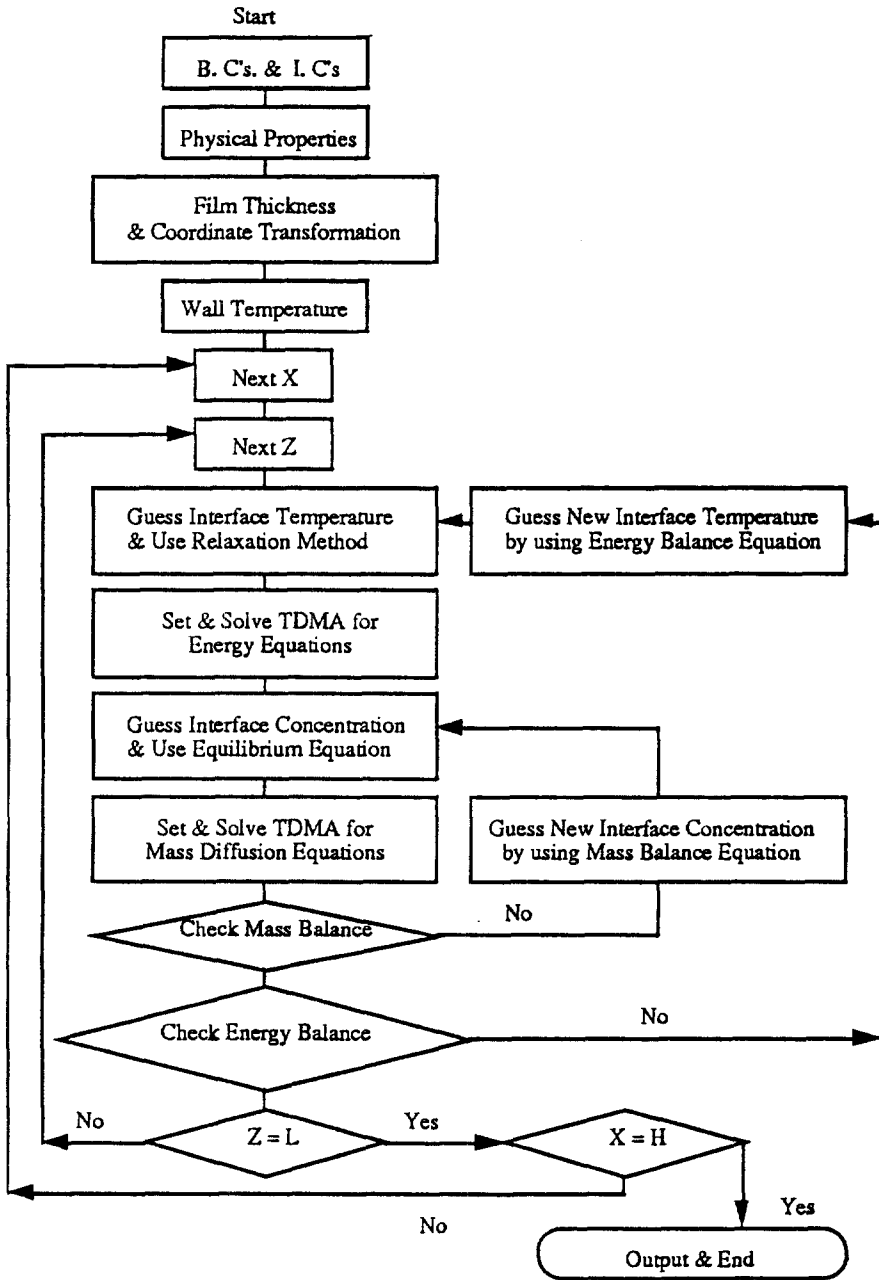 Start
B. C's. & I. C's
Physical Properties
Film Thickness
& Coordinate Transformation
Wall Temperature
Next X
Next Z
Guess Interface Temperature
& Use Relaxation Method
Guess New Interface Temperature
by using Energy Balance Equation
Set & Solve TDMA for
Energy Equations
Guess Interface Concentration
& Use Equilibrium Equation
Set & Solve TDMA for
Mass Diffusion Equations
Guess New Interface Concentration
by using Mass Balance Equation
Check Mass Balance
No
Check Energy Balance
No
No
Z = L
Yes
X = H
No
Yes
Output & End